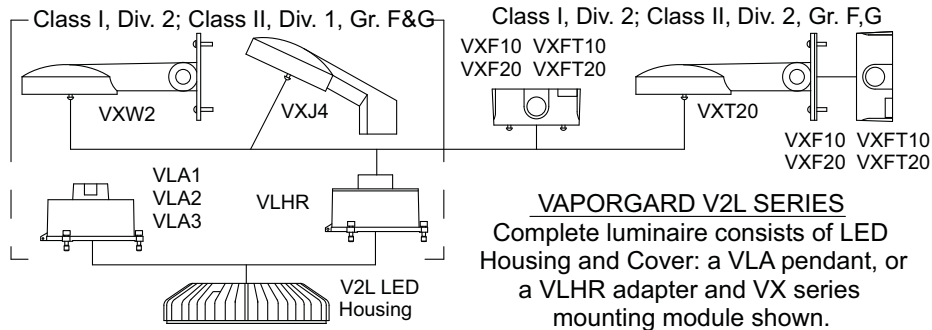 Class I, Div. 2; Class II, Div. 1, Gr. F&G
Class I, Div. 2; Class II, Div. 2, Gr. F,G
VXF10 VXFT10
VXF20 VXFT20
VXW2
VXJ4
VXT20
VXF10 VXFT10
VXF20 VXFT20
VLA1
VLA2
VLA3
VLHR
V2L LED
Housing
VAPORGARD V2L SERIES
Complete luminaire consists of LED
Housing and Cover: a VLA pendant, or
a VLHR adapter and VX series
mounting module shown.